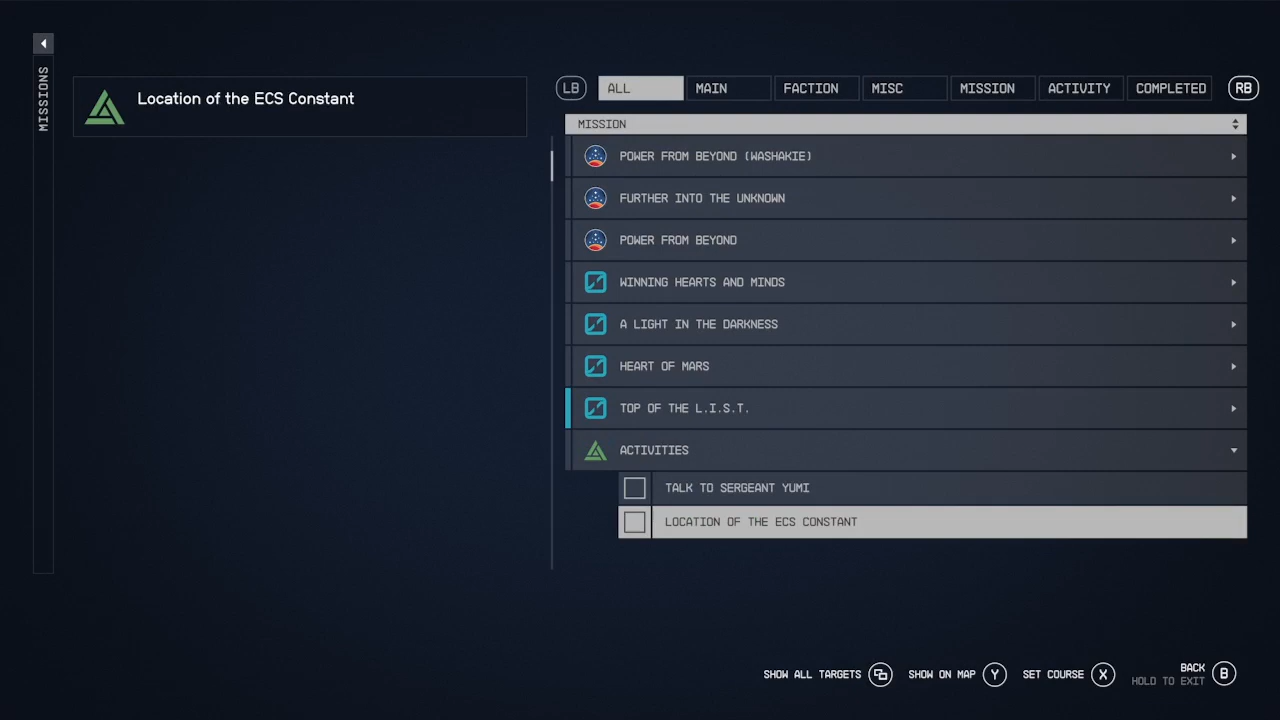 MISSIONS
Location of the ECS Constant
LB
ALL
MAIN
FACTION
MISC
MISSION
ACTIVITY
COMPLETED
RB
MISSION
POWER FROM BEYOND (WASHAKIE)
FURTHER INTO THE UNKNOWN
POWER FROM BEYOND
WINNING HEARTS AND MINDS
A LIGHT IN THE DARKNESS
HEART OF MARS
TOP OF THE L.I.S.T.
ACTIVITIES
TALK TO SERGEANT YUMI
LOCATION OF THE ECS CONSTANT
SHOW ALL TARGETS
SHOW ON MAP Y
SET COURSE X
BACK B
HOLD TO EXIT